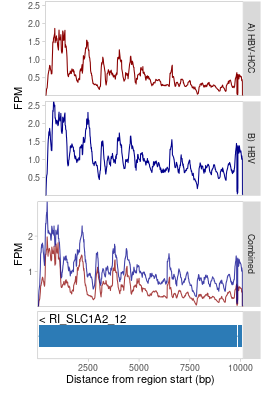 2.5
2.0
1.5
1.0
0.5
FPM
A) HBV-HCC
2.5
2.0
1.5
1.0
0.5
B) HBV
2
1
FPM
Combined
< RI_SLC1A2_12
2500 5000 7500 10000
Distance from region start (bp)